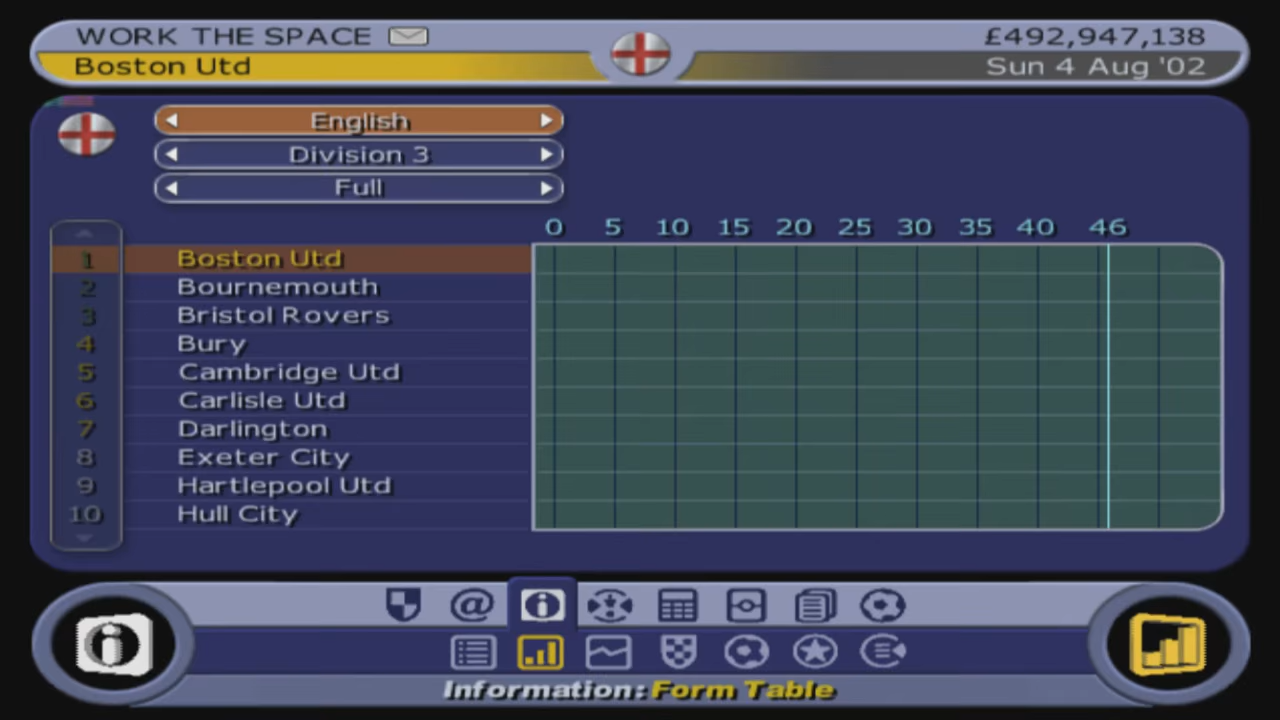 WORK THE SPACE £492,947,138
Boston Utd Sun 4 Aug '02
English
Division 3
Full
0 5 10 15 20 25 30 35 40 46
1 Boston Utd
2 Bournemouth
3 Bristol Rovers
4 Bury
5 Cambridge Utd
6 Carlisle Utd
7 Darlington
8 Exeter City
9 Hartlepool Utd
10 Hull City
Information: Form Table